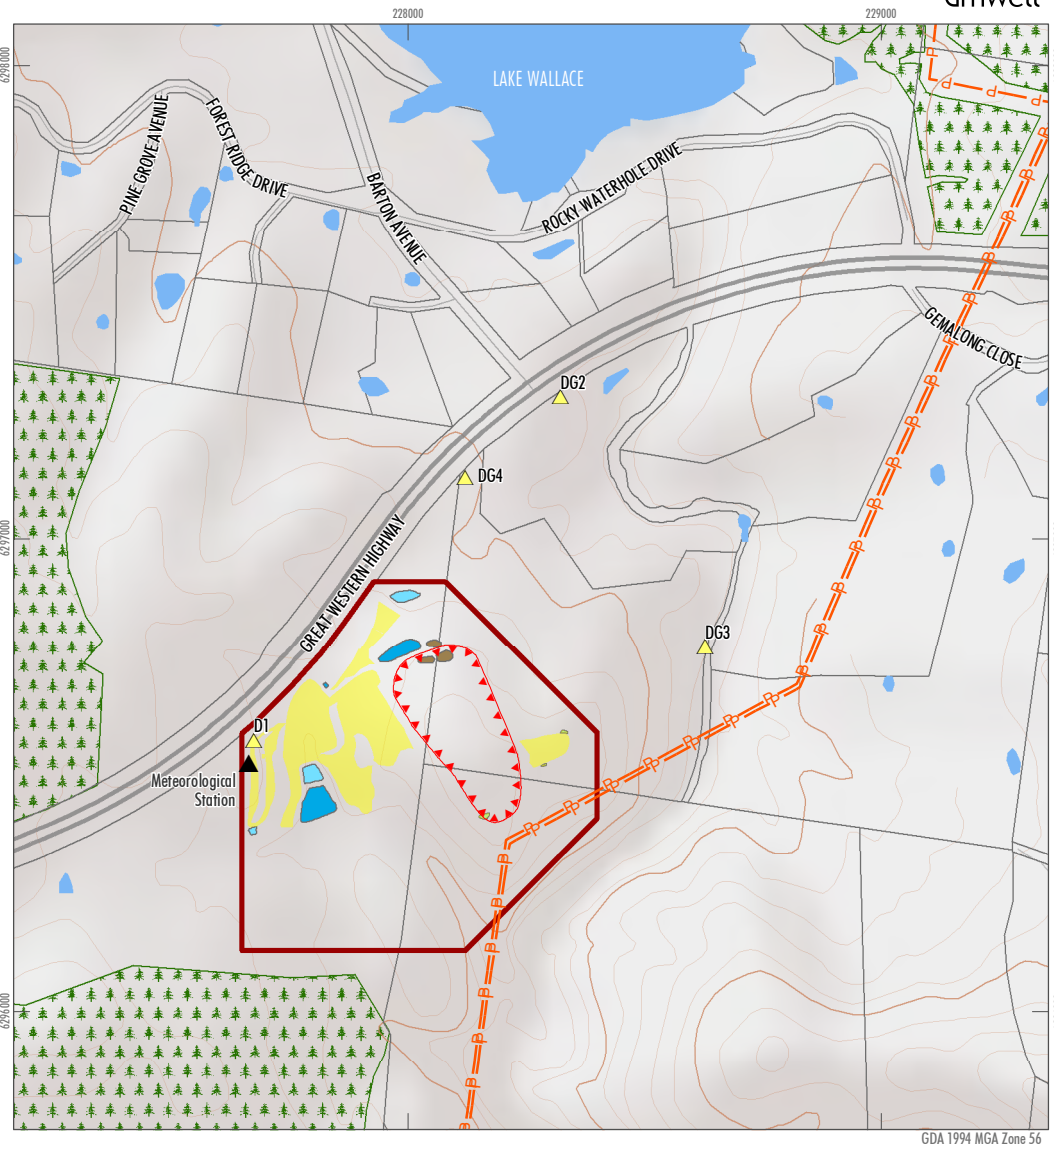 228000
229000
6298000
LAKE WALLACE
PINE GROVE AVENUE
FOREST RIDGE DRIVE
BARTON AVENUE
ROCKY WATERHOLE DRIVE
GEMALONG CLOSE
DG2
DG4
6297000
GREAT WESTERN HIGHWAY
DG3
D1
Meteorological
Station
6296000
GDA 1994 MGA Zone 56